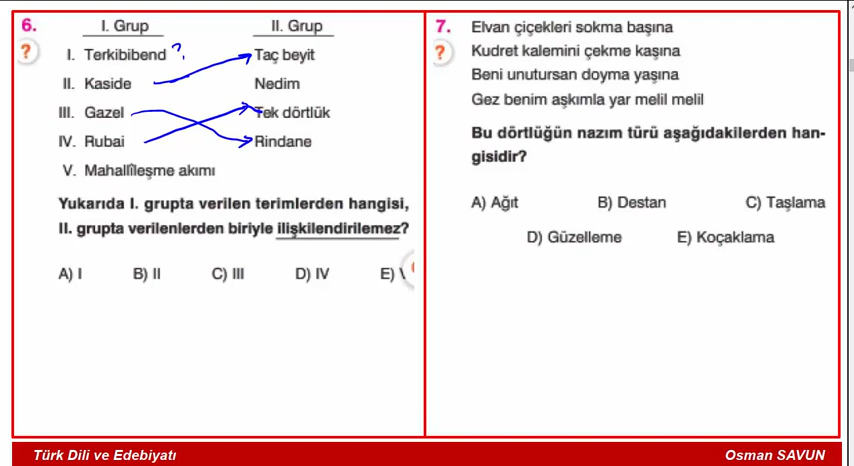 6.
I. Grup II. Grup
?
I. Terkibibend ? Taç beyit
II. Kaside Nedim
III. Gazel Tek dörtlük
IV. Rubai Rindane
V. Mahallîleşme akımı
Yukarıda I. grupta verilen terimlerden hangisi,
II. grupta verilenlerden biriyle ilişkilendirilemez?
A) I B) II C) III D) IV E)
7. Elvan çiçekleri sokma başına
? Kudret kalemini çekme kaşına
Beni unutursan doyma yaşına
Gez benim aşkımla yar melil melil
Bu dörtlüğün nazım türü aşağıdakilerden han-
gisidir?
A) Ağıt B) Destan C) Taşlama
D) Güzelleme E) Koçaklama
Türk Dili ve Edebiyatı Osman SAVUN